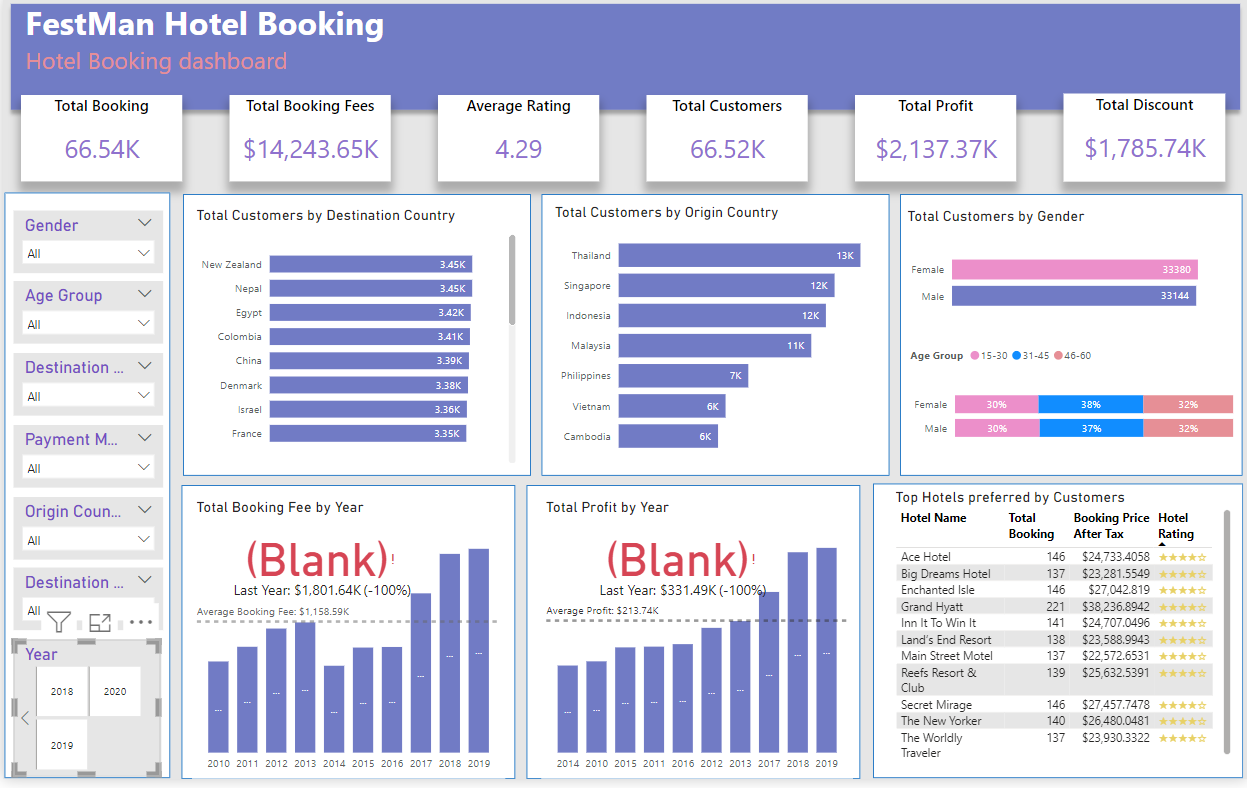 FestMan Hotel Booking
Hotel Booking dashboard
Total Booking
66.54K
Total Booking Fees
$14,243.65K
Average Rating
4.29
Total Customers
66.52K
Total Profit
$2,137.37K
Total Discount
$1,785.74K
Gender
All
Age Group
All
Destination ...
All
Payment M...
All
Origin Coun...
All
Destination ...
All
Year
2018 2020
2019
Total Customers by Destination Country
New Zealand 3.45K
Nepal 3.45K
Egypt 3.42K
Colombia 3.41K
China 3.39K
Denmark 3.38K
Israel 3.36K
France 3.35K
Total Customers by Origin Country
Thailand 13K
Singapore 12K
Indonesia 12K
Malaysia 11K
Philippines 7K
Vietnam 6K
Cambodia 6K
Total Customers by Gender
Female 33380
Male 33144
Age Group 15-30 31-45 46-60
Female 30% 38% 32%
Male 30% 37% 32%
Total Booking Fee by Year
(Blank)!
Last Year: $1,801.64K (-100%)
Average Booking Fee: $1,158.59K
... ... ... ... ... ... ... ... ... ...
2010 2011 2012 2013 2014 2015 2016 2017 2018 2019
Total Profit by Year
(Blank)!
Last Year: $331.49K (-100%)
Average Profit: $213.74K
... ... ... ... ... ... ... ... ... ...
2014 2010 2015 2011 2016 2012 2013 2017 2018 2019
Top Hotels preferred by Customers
Hotel Name Total Booking Booking Price After Tax Hotel Rating
Ace Hotel 146 $24,733.4058 ★★★★☆
Big Dreams Hotel 137 $23,281.5549 ★★★★☆
Enchanted Isle 146 $27,042.819 ★★★★☆
Grand Hyatt 221 $38,236.8942 ★★★★☆
Inn It To Win It 141 $24,707.0496 ★★★★☆
Land's End Resort 138 $23,588.9943 ★★★★☆
Main Street Motel 137 $22,572.6531 ★★★★☆
Reefs Resort & Club 139 $25,632.5391 ★★★★☆
Secret Mirage 146 $27,457.7478 ★★★★☆
The New Yorker 140 $26,480.0481 ★★★★☆
The Worldly Traveler 137 $23,930.3322 ★★★★☆